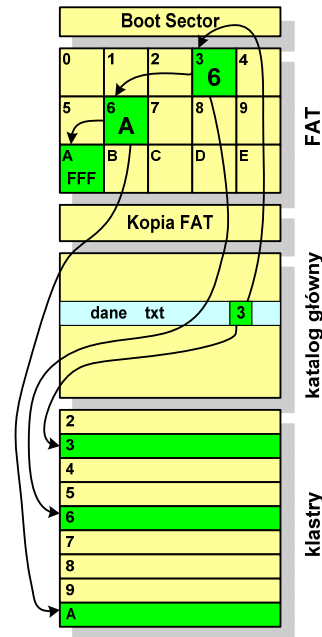 Boot Sector
0 1 2 3 4
6
5 6 7 8 9
A
A B C D E
FFF
FAT
Kopia FAT
dane txt 3
katalog główny
2
3
4
5
6
7
8
9
A
klastry